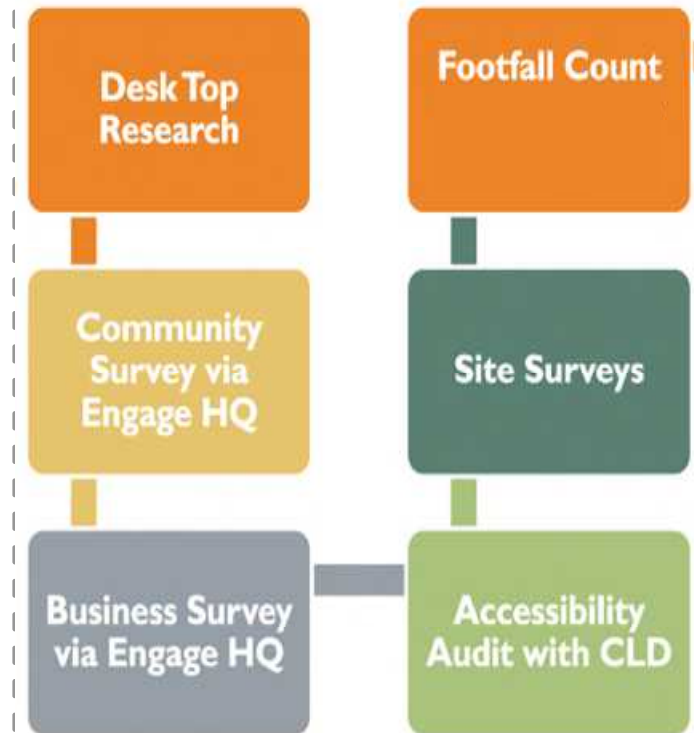 Desk Top
Research
Community
Survey via
Engage HQ
Business Survey
via Engage HQ
Accessibility
Audit with CLD
Site Surveys
Footfall Count